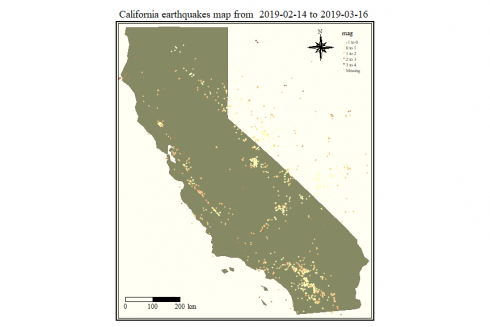 California earthquakes map from 2019-02-14 to 2019-03-16
N
mag
-1 to 0
0 to 1
1 to 2
2 to 3
3 to 4
Missing
0 100 200 km